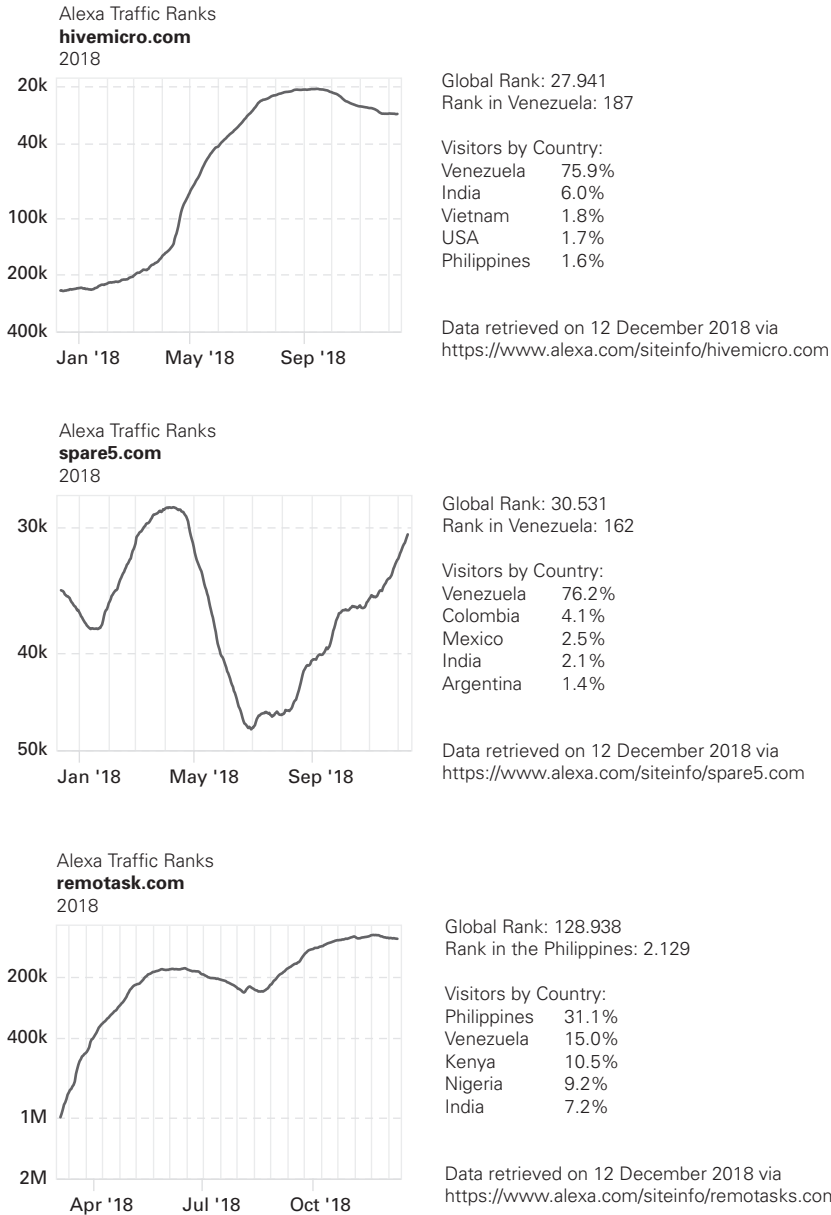 Alexa Traffic Ranks
hivemicro.com
2018
20k
40k
100k
200k
400k
Jan '18 May '18 Sep '18
Global Rank: 27.941
Rank in Venezuela: 187
Visitors by Country:
Venezuela 75.9%
India 6.0%
Vietnam 1.8%
USA 1.7%
Philippines 1.6%
Data retrieved on 12 December 2018 via
https://www.alexa.com/siteinfo/hivemicro.com
Alexa Traffic Ranks
spare5.com
2018
30k
40k
50k
Jan '18 May '18 Sep '18
Global Rank: 30.531
Rank in Venezuela: 162
Visitors by Country:
Venezuela 76.2%
Colombia 4.1%
Mexico 2.5%
India 2.1%
Argentina 1.4%
Data retrieved on 12 December 2018 via
https://www.alexa.com/siteinfo/spare5.com
Alexa Traffic Ranks
remotask.com
2018
200k
400k
1M
2M
Apr '18 Jul '18 Oct '18
Global Rank: 128.938
Rank in the Philippines: 2.129
Visitors by Country:
Philippines 31.1%
Venezuela 15.0%
Kenya 10.5%
Nigeria 9.2%
India 7.2%
Data retrieved on 12 December 2018 via
https://www.alexa.com/siteinfo/remotasks.com